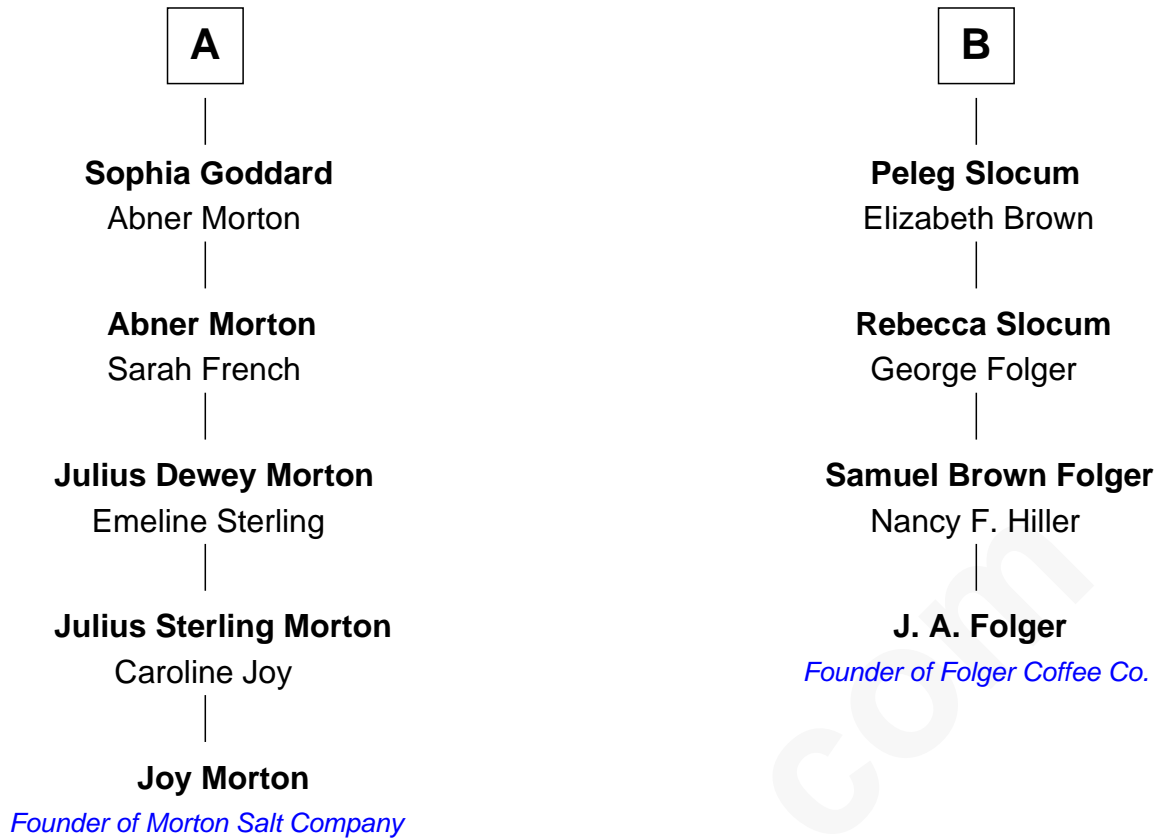 A
Sophia Goddard
Abner Morton
Abner Morton
Sarah French
Julius Dewey Morton
Emeline Sterling
Julius Sterling Morton
Caroline Joy
Joy Morton
Founder of Morton Salt Company
B
Peleg Slocum
Elizabeth Brown
Rebecca Slocum
George Folger
Samuel Brown Folger
Nancy F. Hiller
J. A. Folger
Founder of Folger Coffee Co.
com